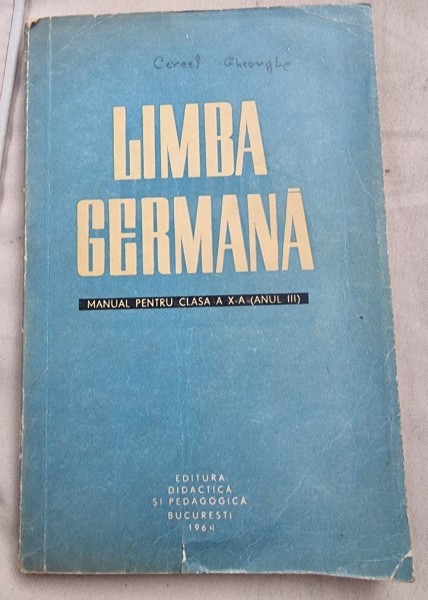 Cercel Gheorghe
LIMBA
GERMANĂ
MANUAL PENTRU CLASA A X-A (ANUL III)
EDITURA
DIDACTICĂ
ȘI PEDAGOGICĂ
BUCUREȘTI
1964